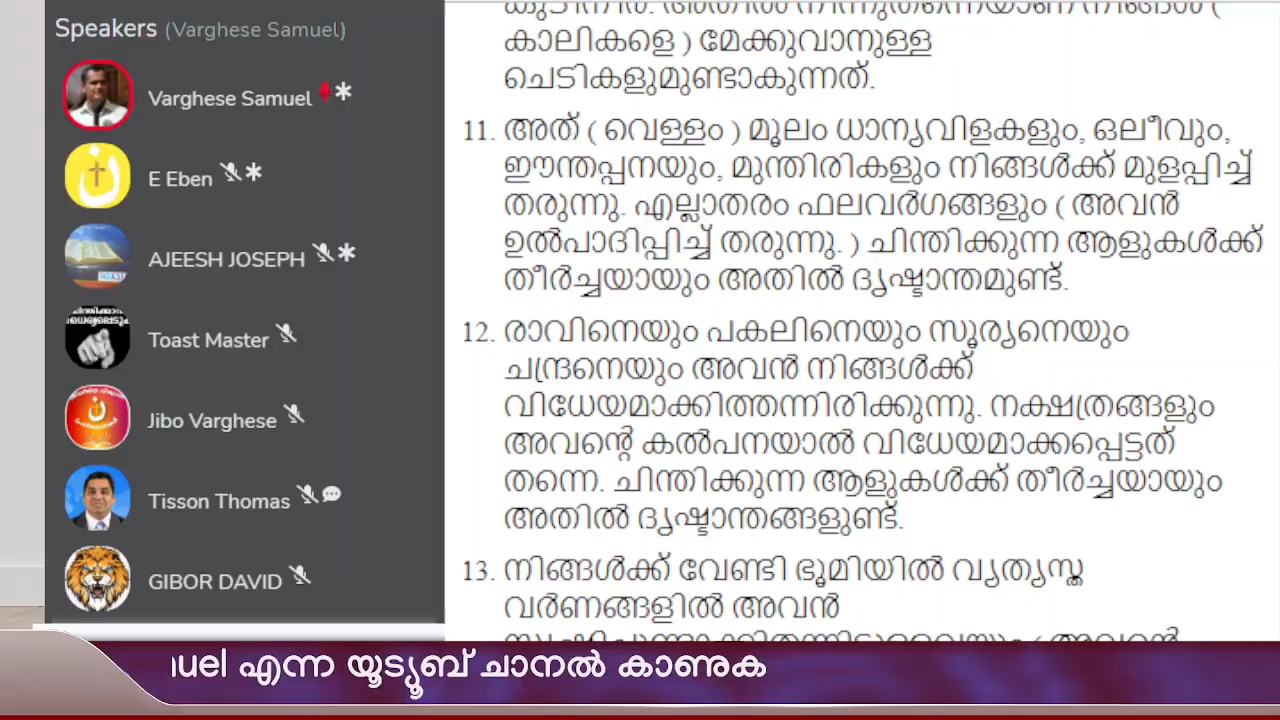 Speakers (Varghese Samuel)
Varghese Samuel
E Eben
AJEESH JOSEPH
Toast Master
Jibo Varghese
Tisson Thomas
GIBOR DAVID
കുടിനീര്. അതില് നിന്നുതന്നെയാണ് നിങ്ങള് (
കാലികളെ ) മേക്കുവാനുള്ള
ചെടികളുമുണ്ടാകുന്നത്.
11. അത് ( വെള്ളം ) മൂലം ധാന്യവിളകളും, ഒലീവും,
ഈന്തപ്പനയും, മുന്തിരികളും നിങ്ങൾക്ക് മുളപ്പിച്ച്
തരുന്നു. എല്ലാതരം ഫലവർഗങ്ങളും ( അവൻ
ഉൽപാദിപ്പിച്ച് തരുന്നു. ) ചിന്തിക്കുന്ന ആളുകൾക്ക്
തീർച്ചയായും അതിൽ ദൃഷ്ടാന്തമുണ്ട്.
12. രാവിനെയും പകലിനെയും സൂര്യനെയും
ചന്ദ്രനെയും അവൻ നിങ്ങൾക്ക്
വിധേയമാക്കിത്തന്നിരിക്കുന്നു. നക്ഷത്രങ്ങളും
അവന്റെ കൽപനയാൽ വിധേയമാക്കപ്പെട്ടത്
തന്നെ. ചിന്തിക്കുന്ന ആളുകൾക്ക് തീർച്ചയായും
അതിൽ ദൃഷ്ടാന്തങ്ങളുണ്ട്.
13. നിങ്ങൾക്ക് വേണ്ടി ഭൂമിയിൽ വ്യത്യസ്ത
വർണങ്ങളിൽ അവൻ
uel എന്ന യൂട്യൂബ് ചാനൽ കാണുക